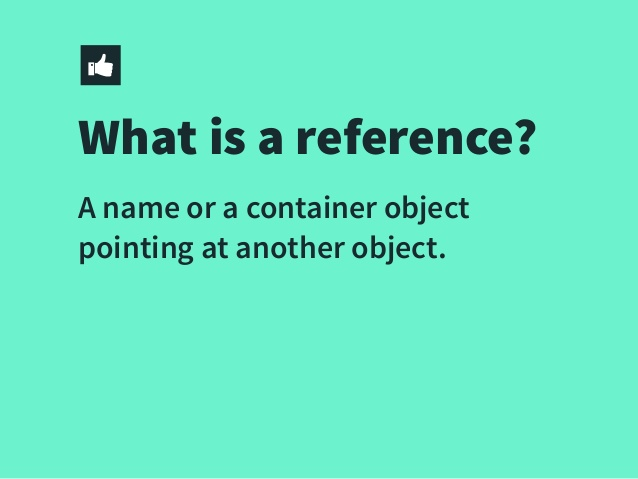 What is a reference?
A name or a container object
pointing at another object.